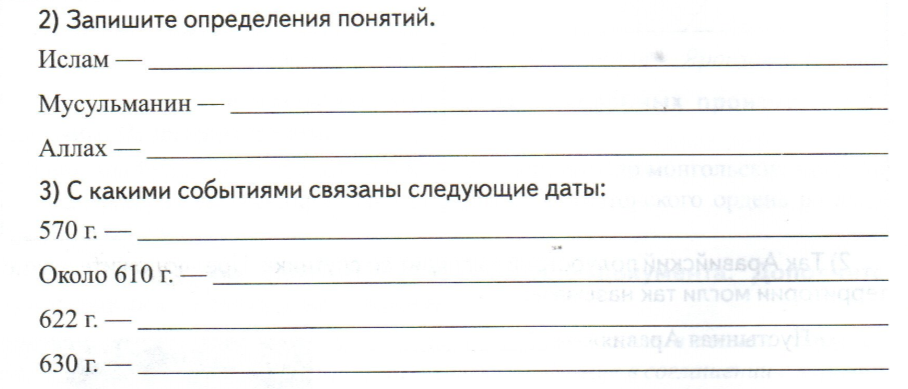 2) Запишите определения понятий.
Ислам —
Мусульманин —
Аллах —
3) С какими событиями связаны следующие даты:
570 г. —
Около 610 г. —
622 г. —
630 г. —